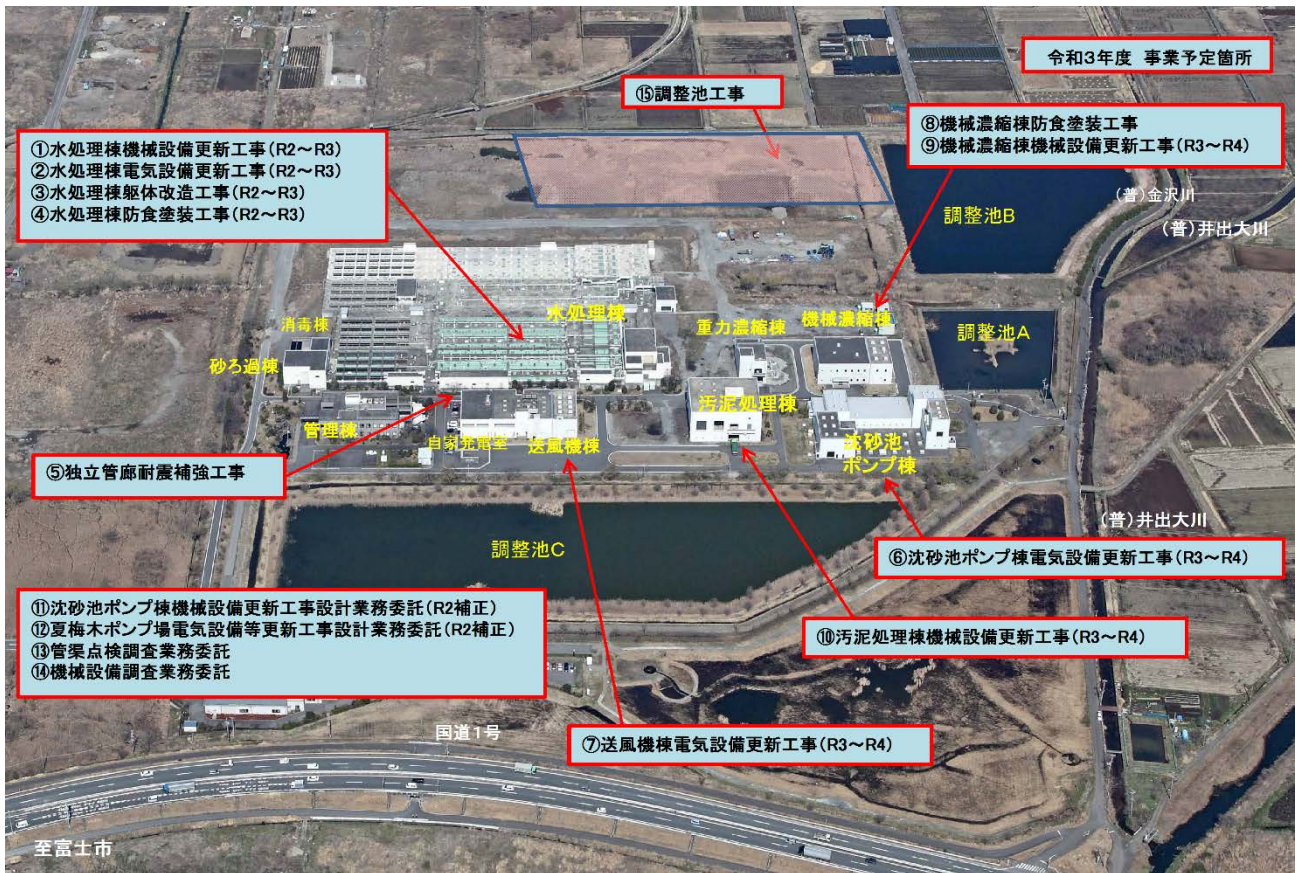 令和3年度 事業予定箇所
⑮調整池工事
⑧機械濃縮棟防食塗装工事
⑨機械濃縮棟機械設備更新工事(R3~R4)
①水処理棟機械設備更新工事(R2~R3)
②水処理棟電気設備更新工事(R2~R3)
③水処理棟躯体改造工事(R2~R3)
④水処理棟防食塗装工事(R2~R3)
(普)金沢川
調整池B
(普)井出大川
水処理棟
消毒棟
重力濃縮棟
機械濃縮棟
調整池A
砂ろ過棟
汚泥処理棟
管理棟
自家発電室
送風機棟
沈砂池
ポンプ棟
⑤独立管廊耐震補強工事
(普)井出大川
調整池C
⑥沈砂池ポンプ棟電気設備更新工事(R3~R4)
⑪沈砂池ポンプ棟機械設備更新工事設計業務委託(R2補正)
⑫夏梅木ポンプ場電気設備等更新工事設計業務委託(R2補正)
⑬管渠点検調査業務委託
⑭機械設備調査業務委託
⑩汚泥処理棟機械設備更新工事(R3~R4)
国道1号
⑦送風機棟電気設備更新工事(R3~R4)
至富士市